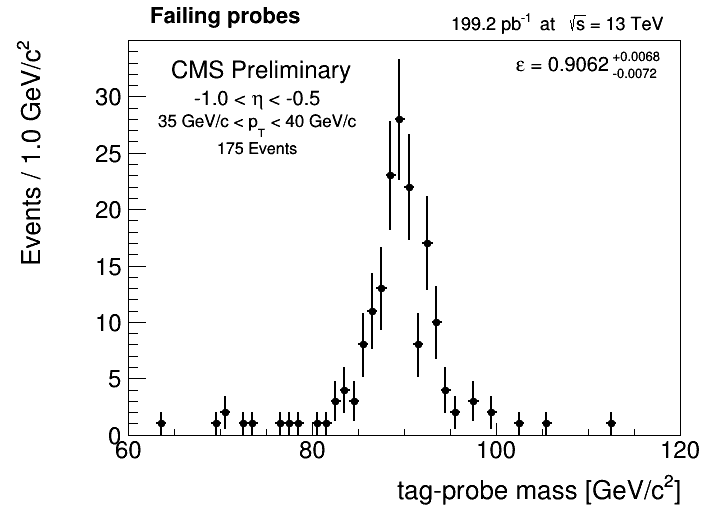 Failing probes
199.2 pb⁻¹ at √s = 13 TeV
CMS Preliminary
-1.0 < η < -0.5
35 GeV/c < p_T < 40 GeV/c
175 Events
ε = 0.9062 +0.0068 -0.0072
Events / 1.0 GeV/c²
30
25
20
15
10
5
0
60 80 100 120
tag-probe mass [GeV/c²]